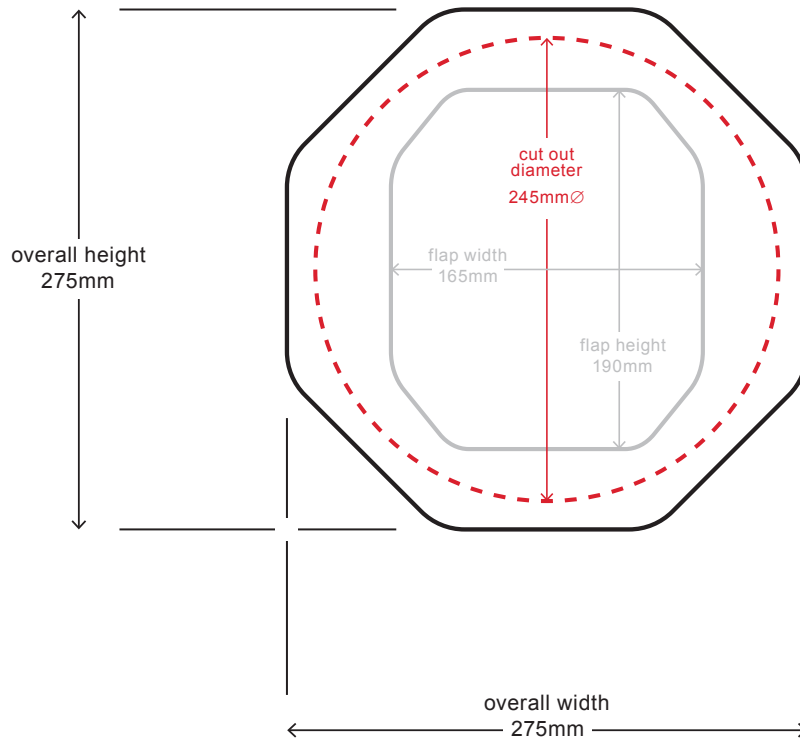 cut out
diameter
245mm∅
overall height
275mm
flap width
165mm
flap height
190mm
overall width
275mm